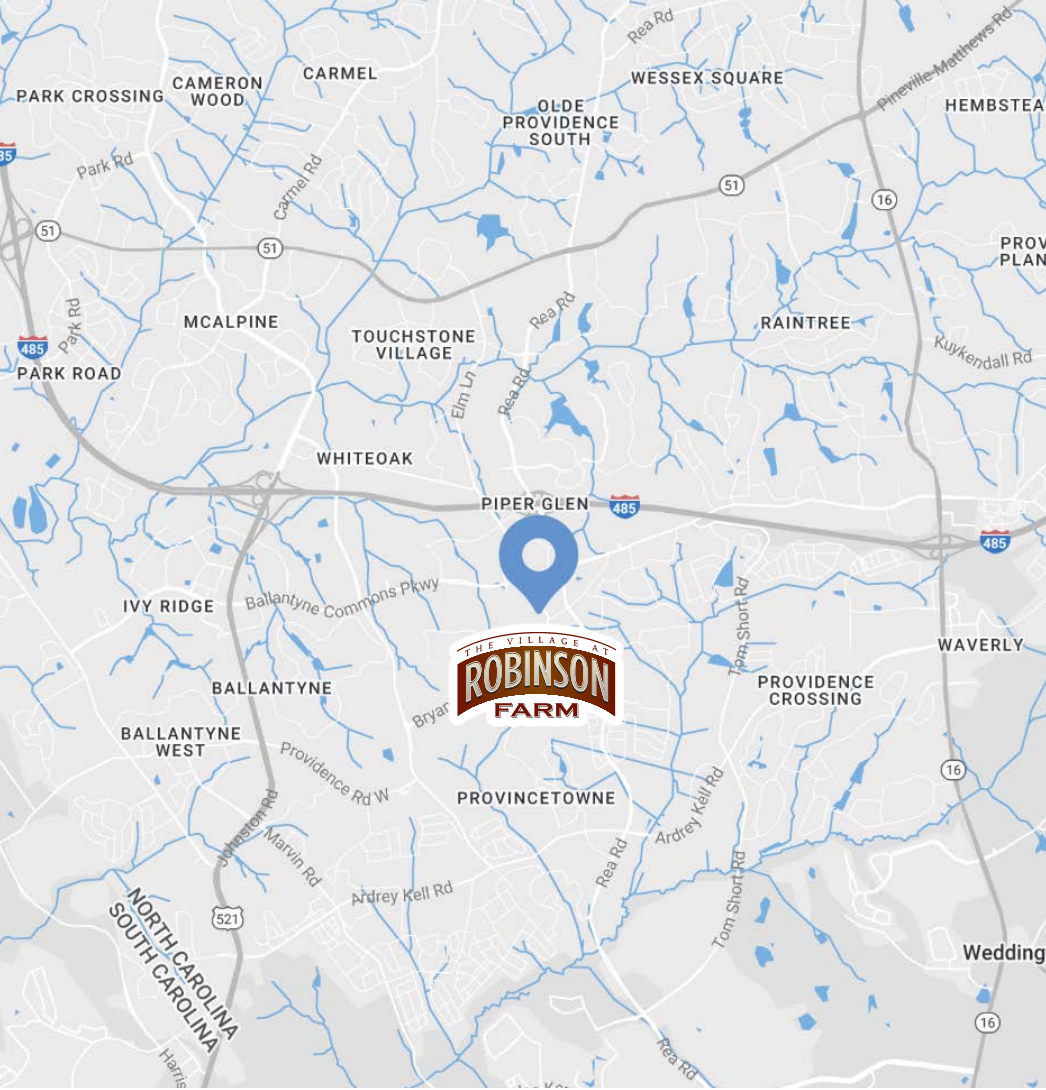 Rea Rd
Pineville-Matthews Rd
CARMEL
WESSEX SQUARE
CAMERON
WOOD
PARK CROSSING
OLDE
PROVIDENCE
SOUTH
HEMBSTEA
85
Park Rd
Carmel Rd
51
16
51
51
PROV
PLAN
Park Rd
MCALPINE
Rea Rd
RAINTREE
TOUCHSTONE
VILLAGE
485
Kuykendall Rd
PARK ROAD
Elm Ln
Rea Rd
WHITEOAK
PIPER GLEN
485
485
Ballantyne Commons Pkwy
IVY RIDGE
Tom Short Rd
WAVERLY
THE VILLAGE AT
ROBINSON
FARM
BALLANTYNE
PROVIDENCE
CROSSING
Bryan
BALLANTYNE
WEST
Providence Rd W
16
PROVINCETOWNE
Johnston Rd
Ardrey Kell Rd
Marvin Rd
Rea Rd
Ardrey Kell Rd
Tom Short Rd
521
NORTH CAROLINA
SOUTH CAROLINA
Wedding
16
Harris
Rea Rd